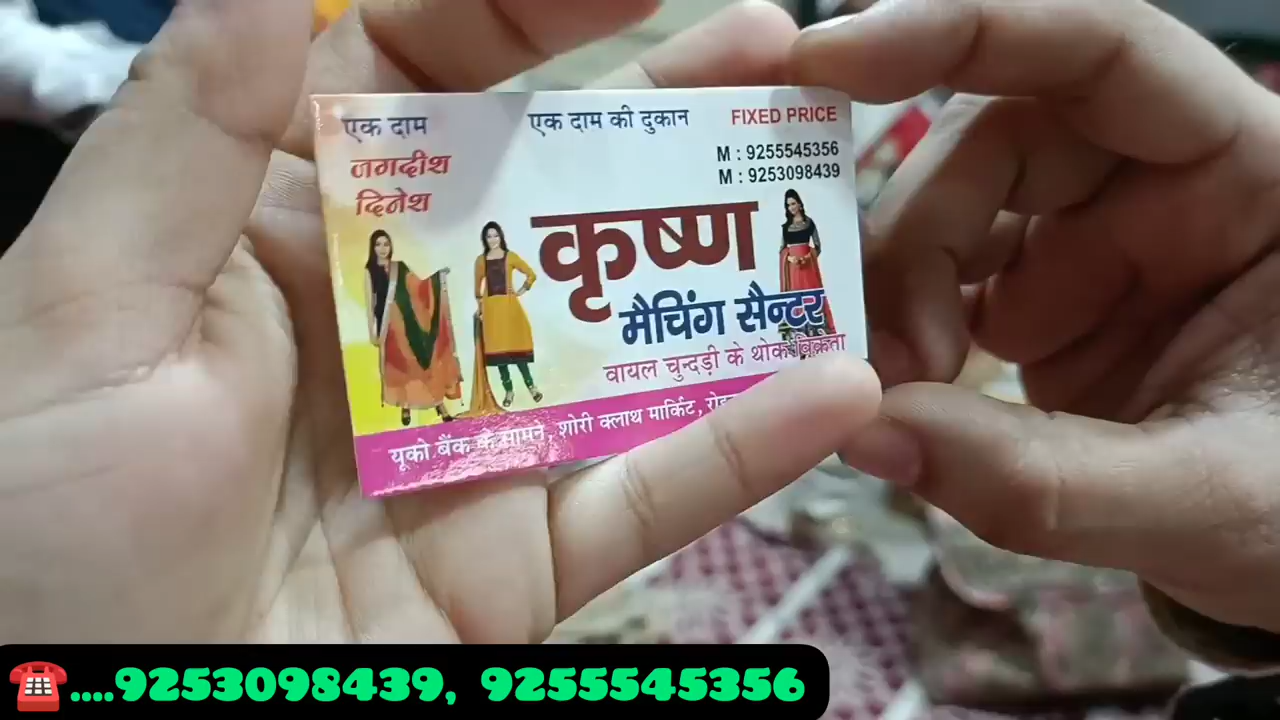 एक दाम
एक दाम की दुकान
FIXED PRICE
जगदीश
दिनेश
M : 9255545356
M : 9253098439
कृष्ण
मैचिंग सैन्टर
वायल चुन्दड़ी के थोक विक्रेता
यूको बैंक के सामने, शोरी क्लाथ मार्किट,
☎️....9253098439, 9255545356